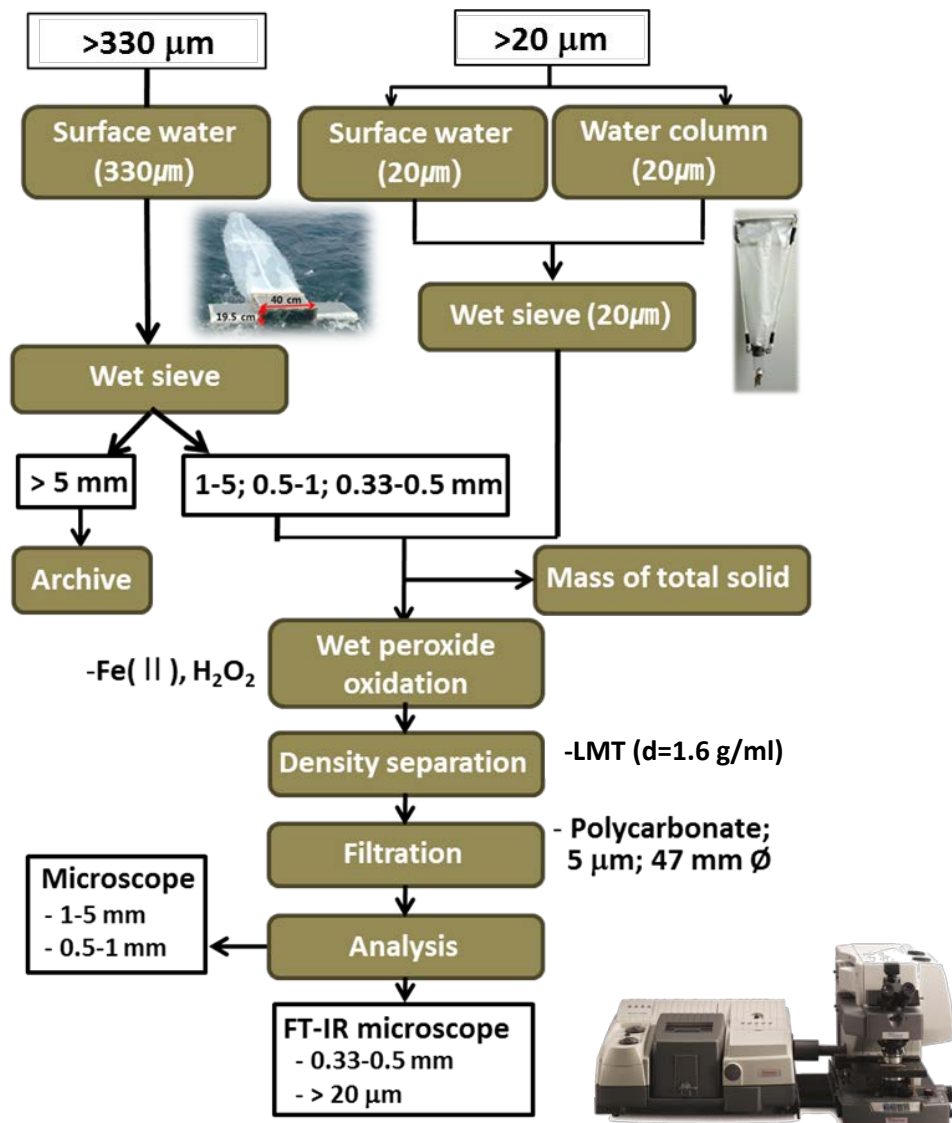 >330 μm
>20 μm
Surface water
(330㎛)
Surface water
(20㎛)
Water column
(20㎛)
40 cm
19.5 cm
Wet sieve (20㎛)
Wet sieve
> 5 mm
1-5; 0.5-1; 0.33-0.5 mm
Archive
Mass of total solid
Wet peroxide
oxidation
-Fe(Ⅱ), H₂O₂
Density separation
-LMT (d=1.6 g/ml)
Filtration
- Polycarbonate;
5 μm; 47 mm Ø
Microscope
- 1-5 mm
- 0.5-1 mm
Analysis
FT-IR microscope
- 0.33-0.5 mm
- > 20 μm